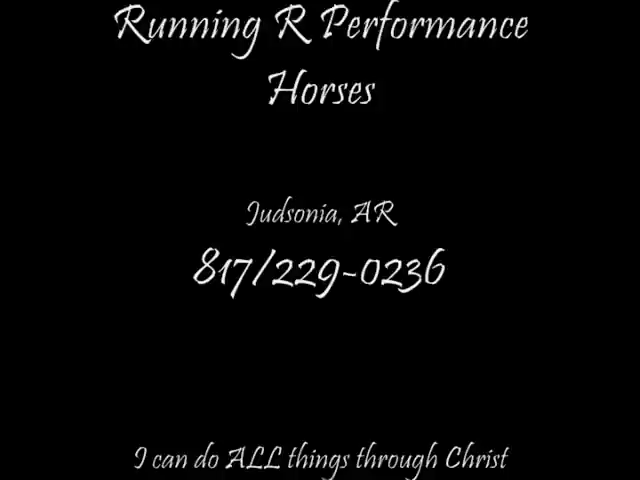 Running R Performance
Horses
Judsonia, AR
817/229-0236
I can do ALL things through Christ